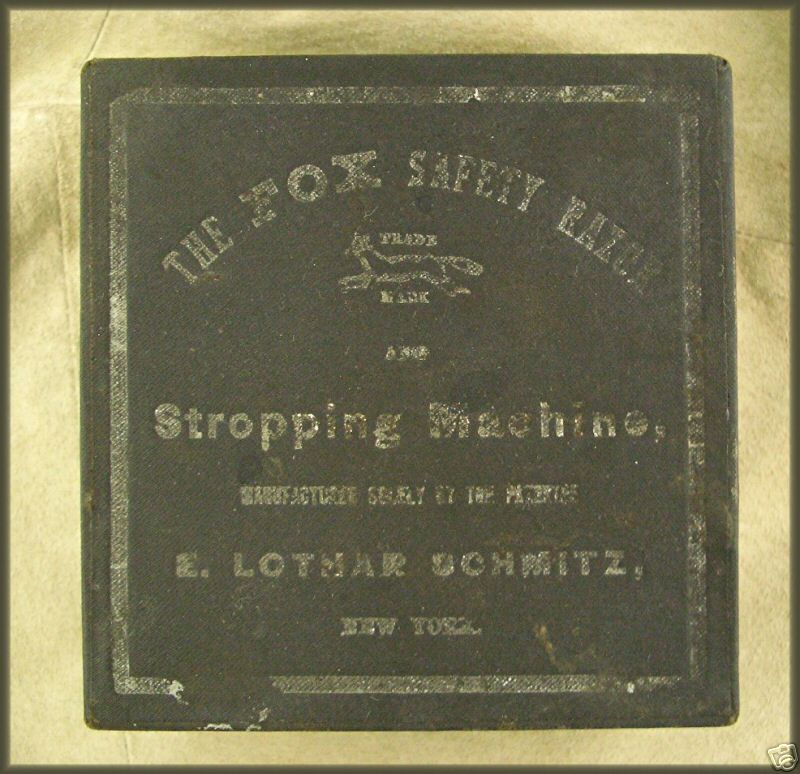 THE FOX SAFETY RAZOR
TRADE
MARK
AND
Stropping Machine,
MANUFACTURED SOLELY BY THE PATENTEE
E. LOTHAR SCHMITZ,
NEW YORK.